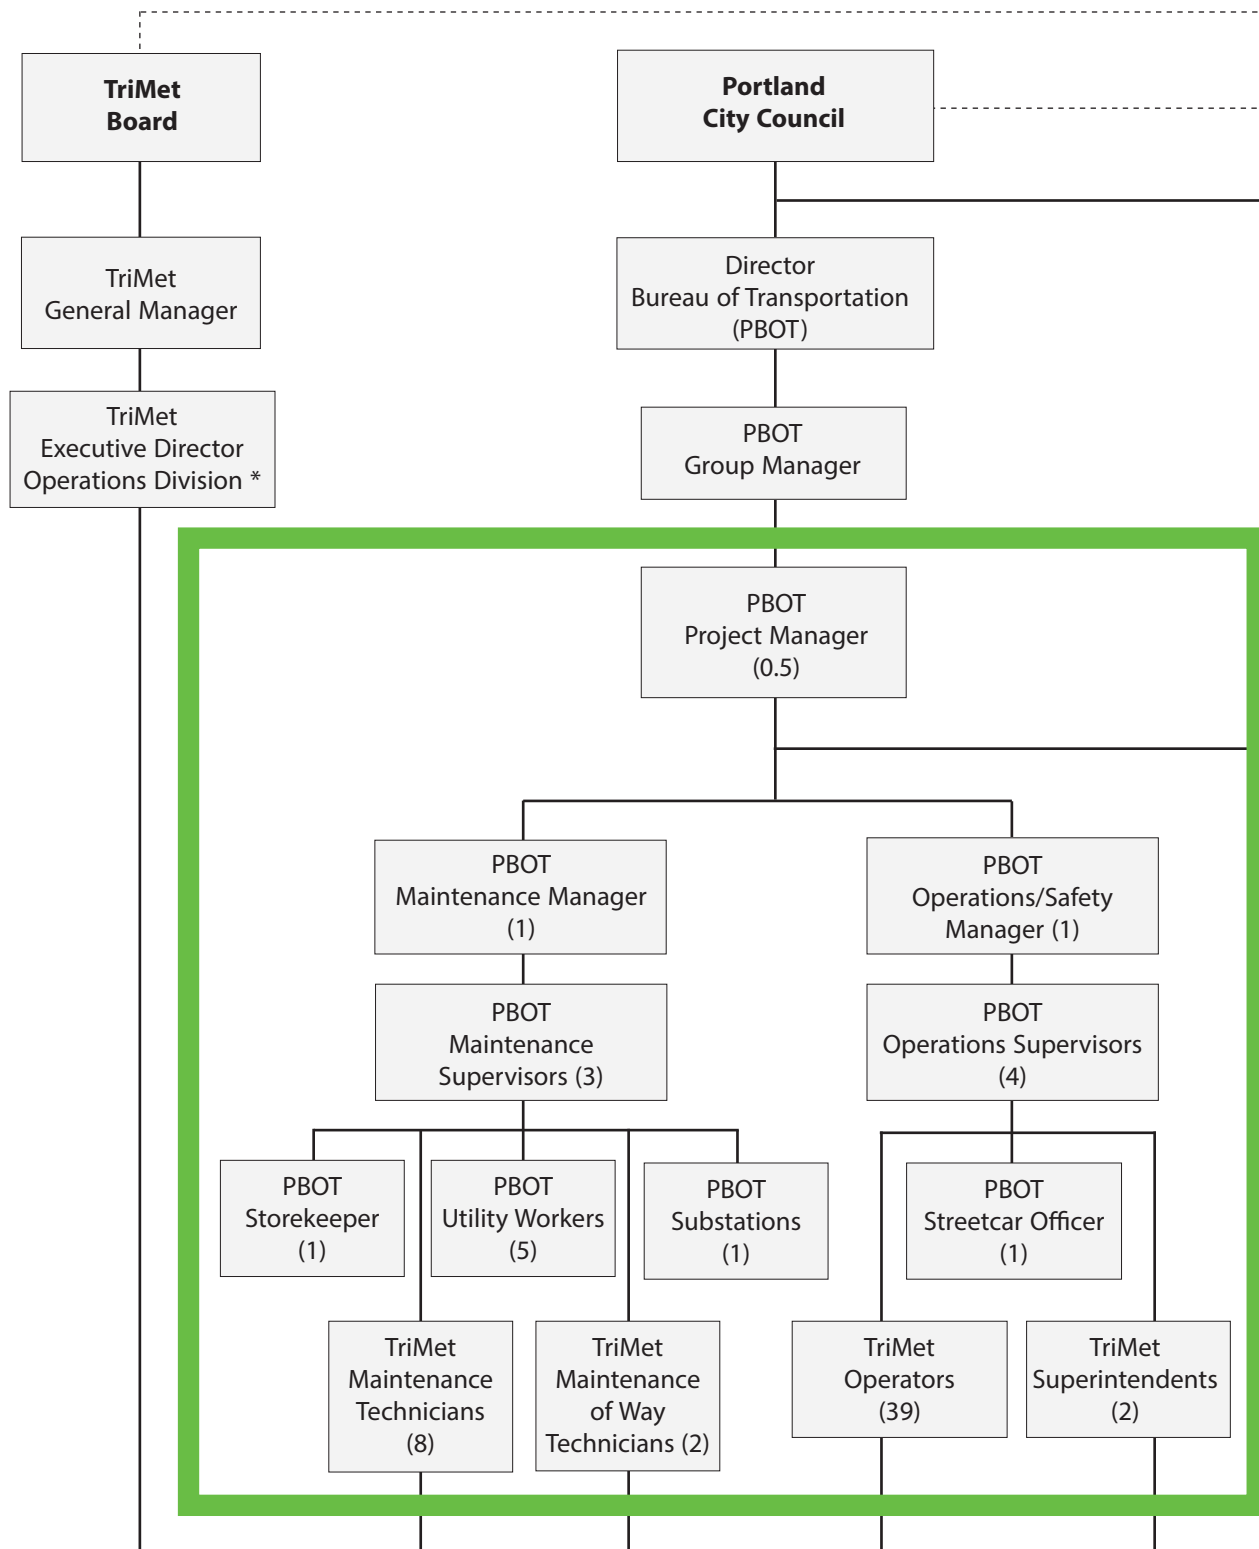 TriMet
Board
Portland
City Council
TriMet
General Manager
Director
Bureau of Transportation
(PBOT)
TriMet
Executive Director
Operations Division *
PBOT
Group Manager
PBOT
Project Manager
(0.5)
PBOT
Maintenance Manager
(1)
PBOT
Operations/Safety
Manager (1)
PBOT
Maintenance
Supervisors (3)
PBOT
Operations Supervisors
(4)
PBOT
Storekeeper
(1)
PBOT
Utility Workers
(5)
PBOT
Substations
(1)
PBOT
Streetcar Officer
(1)
TriMet
Maintenance
Technicians
(8)
TriMet
Maintenance
of Way
Technicians (2)
TriMet
Operators
(39)
TriMet
Superintendents
(2)